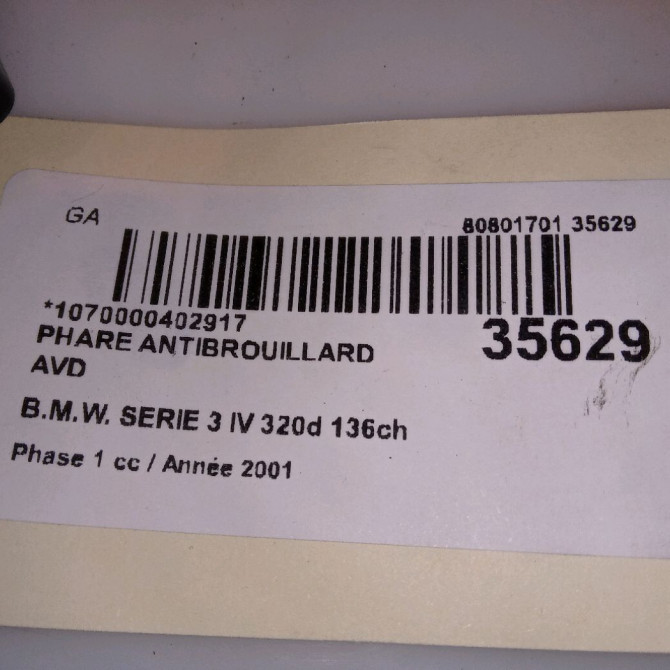 GA
80801701 35629
*1070000402917
35629
PHARE ANTIBROUILLARD
AVD
B.M.W. SERIE 3 IV 320d 136ch
Phase 1 cc / Année 2001